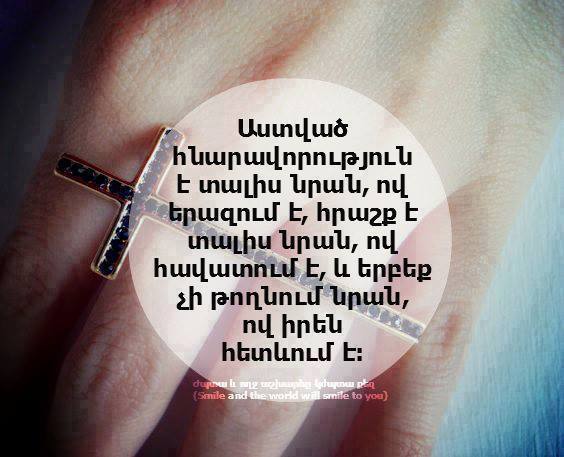 Աստված
հնարավորություն
է տալիս նրան, ով
երազում է, հրաշք է
տալիս նրան, ով
հավատում է, և երբեք
չի թողնում նրան,
ով իրեն
հետևում է:
Ժպտա և ողջ աշխարհը կժպտա քեզ
(Smile and the world will smile to you)